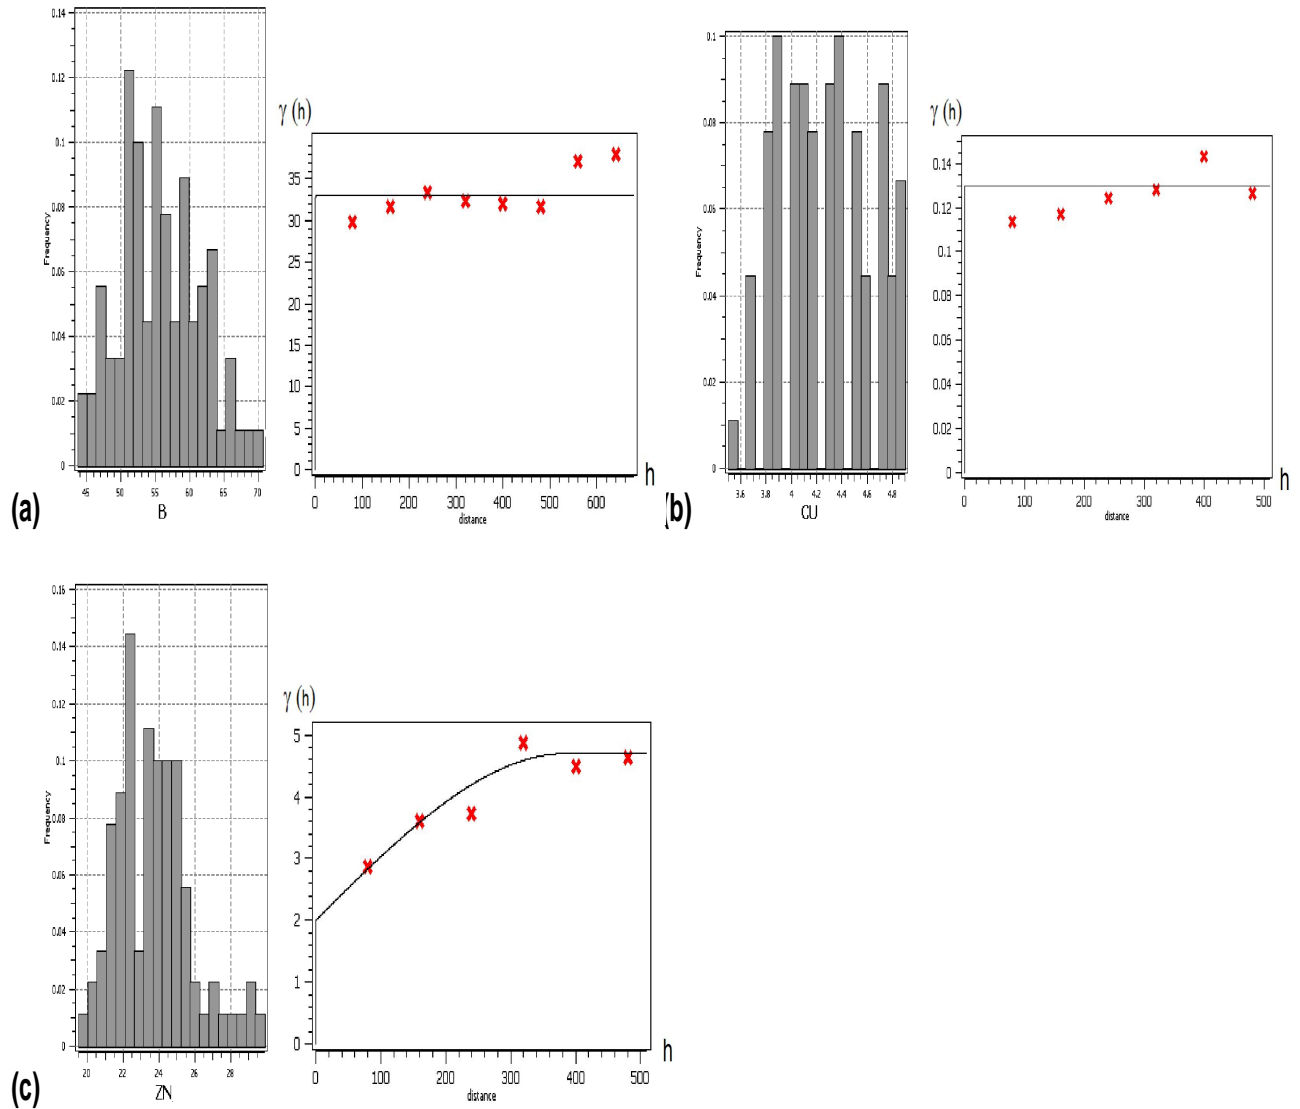 0.14
0.12
0.1
0.08
0.06
0.04
0.02
0
Frequency
45 50 55 60 65 70
B
(a)
γ (h)
35
30
25
20
15
10
5
0
0 100 200 300 400 500 600
distance
h
0.1
0.08
0.06
0.04
0.02
0
Frequency
3.6 3.8 4 4.2 4.4 4.6 4.8
CU
(b)
γ (h)
0.14
0.12
0.1
0.08
0.06
0.04
0.02
0
0 100 200 300 400 500
distance
h
0.16
0.14
0.12
0.1
0.08
0.06
0.04
0.02
0
Frequency
20 22 24 26 28
ZN
(c)
γ (h)
5
4
3
2
1
0
0 100 200 300 400 500
distance
h